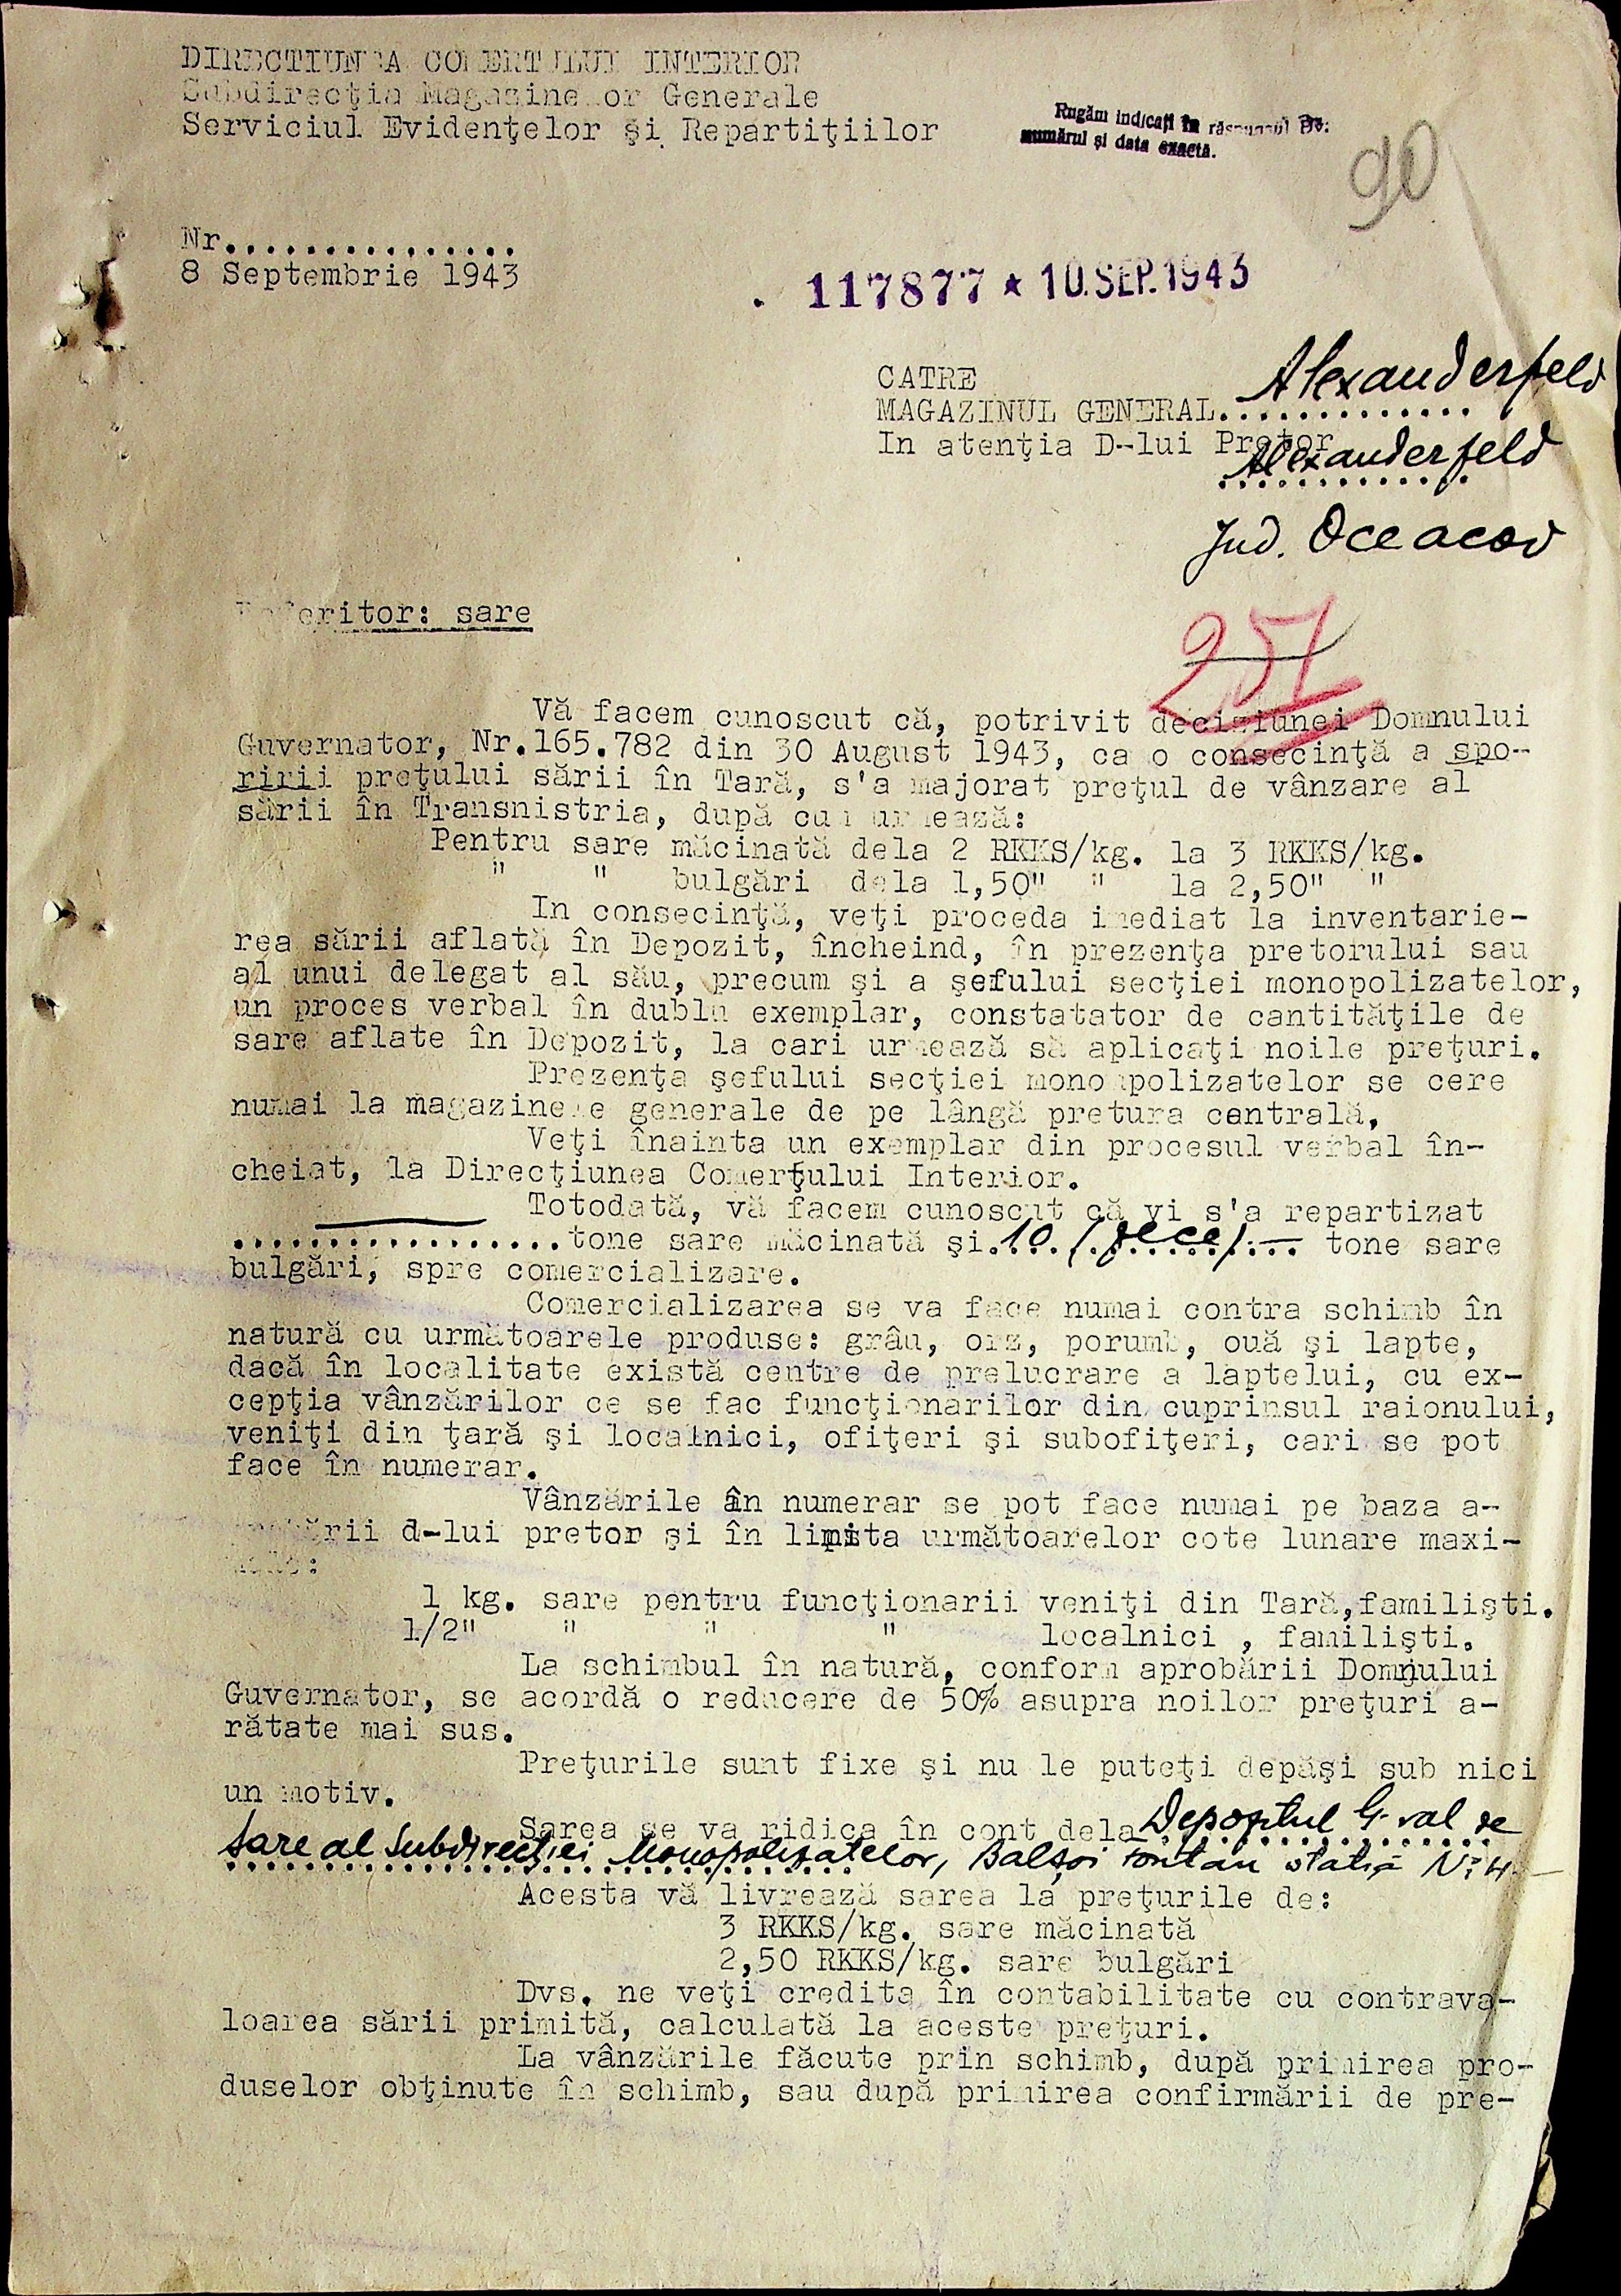 DIRECTIUNEA COMERTULUI INTERIOR
Subdirecţia Magazinelor Generale
Serviciul Evidenţelor şi Repartiţiilor
Rugăm indicaţi în răspunsul Dv:
numărul şi data exactă.
90
Nr...............
8 Septembrie 1943
117877 ★ 10.SEP.1943
CATRE
MAGAZINUL GENERAL Alexanderfeld
In atenţia D-lui Pretor
Alexanderfeld
Jud. Oceacov
Referitor: sare
257
Vă facem cunoscut că, potrivit deciziunei Domnului
Guvernator, Nr.165.782 din 30 August 1943, ca o consecinţă a spo-
ririi preţului sării în Tară, s'a majorat preţul de vânzare al
sării în Transnistria, după cum urmează:
Pentru sare măcinată dela 2 RKKS/kg. la 3 RKKS/kg.
" " bulgări dela 1,50" " la 2,50" "
In consecinţă, veţi proceda imediat la inventarie-
rea sării aflată în Depozit, încheind, în prezenţa pretorului sau
al unui delegat al său, precum şi a şefului secţiei monopolizatelor,
un proces verbal în dublu exemplar, constatator de cantităţile de
sare aflate în Depozit, la cari urmează să aplicaţi noile preţuri.
Prezenţa şefului secţiei monopolizatelor se cere
numai la magazinele generale de pe lângă pretura centrală,
Veţi înainta un exemplar din procesul verbal în-
cheiat, la Direcţiunea Comerţului Interior.
Totodată, vă facem cunoscut că vi s'a repartizat
.................tone sare măcinată şi 10 (zece) — tone sare
bulgări, spre comercializare.
Comercializarea se va face numai contra schimb în
natură cu următoarele produse: grâu, orz, porumb, ouă şi lapte,
dacă în localitate există centre de prelucrare a laptelui, cu ex-
cepţia vânzărilor ce se fac funcţionarilor din cuprinsul raionului,
veniţi din ţară şi localnici, ofiţeri şi subofiţeri, cari se pot
face în numerar.
Vânzările în numerar se pot face numai pe baza a-
probării d-lui pretor şi în limita următoarelor cote lunare maxi-
male:
1 kg. sare pentru funcţionarii veniţi din Tară,familişti.
1/2" " " " localnici , familişti.
La schimbul în natură, conform aprobării Domnului
Guvernator, se acordă o reducere de 50% asupra noilor preţuri a-
rătate mai sus.
Preţurile sunt fixe şi nu le puteţi depăşi sub nici
un motiv.
Sarea se va ridica în cont dela Depozitul G-ral de
Sare al Subdirecţiei Monopolizatelor, Balşoi Fontan staţia Nr 4.—
Acesta vă livrează sarea la preţurile de:
3 RKKS/kg. sare măcinată
2,50 RKKS/kg. sare bulgări
Dvs. ne veţi credita în contabilitate cu contrava-
loarea sării primită, calculată la aceste preţuri.
La vânzările făcute prin schimb, după primirea pro-
duselor obţinute în schimb, sau după primirea confirmării de pre-